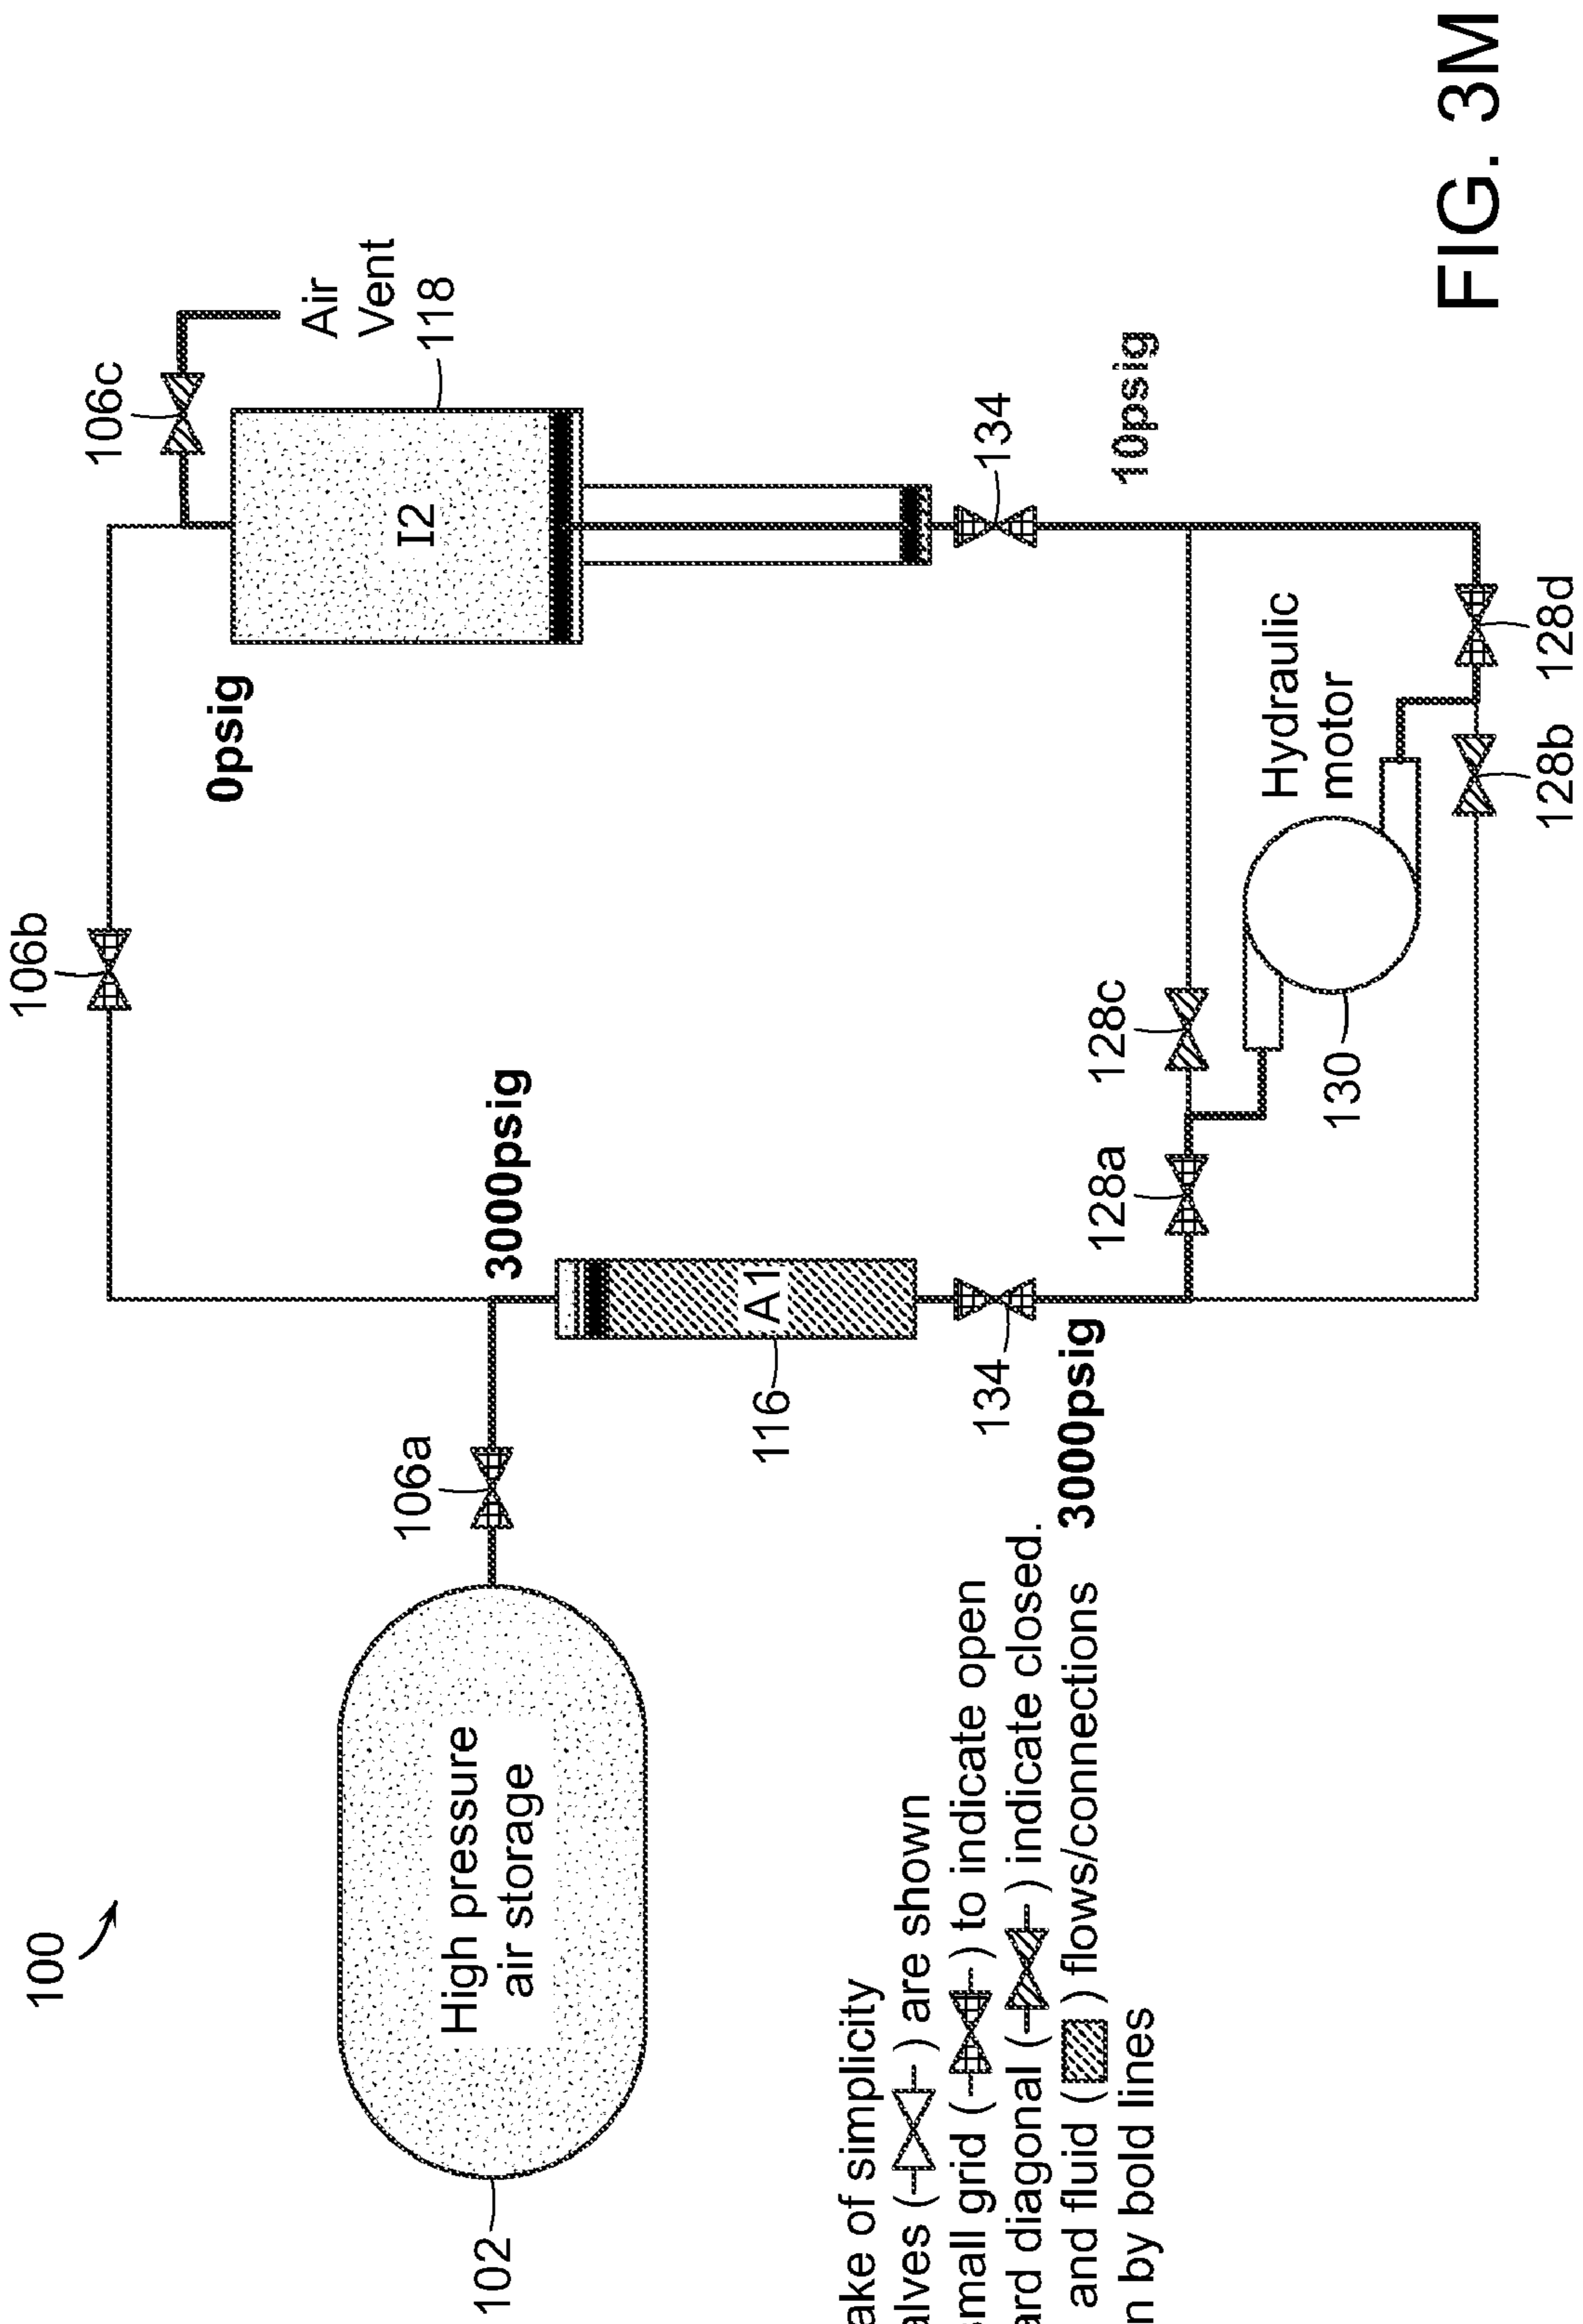 100
106b
106c
Air
Vent
118
0psig
106a
I2
High pressure
air storage
102
3000psig
A1
116
134
134
10psig
ake of simplicity
alves ( ) are shown
small grid ( ) to indicate open
ard diagonal ( ) indicate closed.
and fluid ( ) flows/connections
n by bold lines
3000psig
128a
128c
Hydraulic
motor
130
128b
128d
FIG. 3M